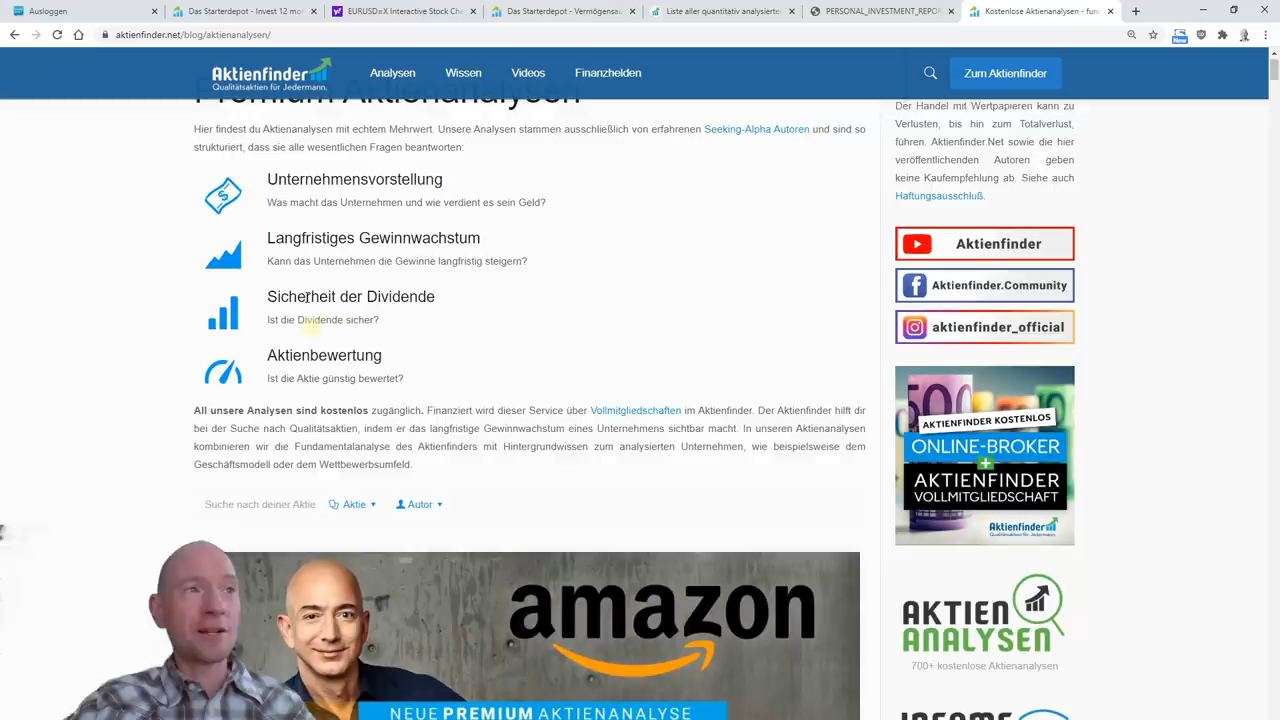 Ausloggen
Das Starterdepot - Invest 12 mo
EURUSD=X Interactive Stock Cha
Das Starterdepot - Vermögensau
Liste aller quantitativ analysierte
PERSONAL_INVESTMENT_REPO
Kostenlose Aktienanalysen - fun
aktienfinder.net/blog/aktienanalysen/
New
Aktienfinder
Qualitätsaktien für Jedermann.
Analysen
Wissen
Videos
Finanzhelden
Zum Aktienfinder
Premium Aktienanalysen
Hier findest du Aktienanalysen mit echtem Mehrwert. Unsere Analysen stammen ausschließlich von erfahrenen Seeking-Alpha Autoren und sind so
strukturiert, dass sie alle wesentlichen Fragen beantworten:
Unternehmensvorstellung
Was macht das Unternehmen und wie verdient es sein Geld?
Langfristiges Gewinnwachstum
Kann das Unternehmen die Gewinne langfristig steigern?
Sicherheit der Dividende
Ist die Dividende sicher?
Aktienbewertung
Ist die Aktie günstig bewertet?
All unsere Analysen sind kostenlos zugänglich. Finanziert wird dieser Service über Vollmitgliedschaften im Aktienfinder. Der Aktienfinder hilft dir
bei der Suche nach Qualitätsaktien, indem er das langfristige Gewinnwachstum eines Unternehmens sichtbar macht. In unseren Aktienanalysen
kombinieren wir die Fundamentalanalyse des Aktienfinders mit Hintergrundwissen zum analysierten Unternehmen, wie beispielsweise dem
Geschäftsmodell oder dem Wettbewerbsumfeld.
Suche nach deiner Aktie
Aktie
Autor
amazon
NEUE PREMIUM AKTIENANALYSE
Der Handel mit Wertpapieren kann zu
Verlusten, bis hin zum Totalverlust,
führen. Aktienfinder.Net sowie die hier
veröffentlichenden Autoren geben
keine Kaufempfehlung ab. Siehe auch
Haftungsausschluß.
Aktienfinder
Aktienfinder.Community
aktienfinder_official
500
AKTIENFINDER KOSTENLOS
ONLINE-BROKER
AKTIENFINDER
VOLLMITGLIEDSCHAFT
Aktienfinder
Qualitätsaktien für Jedermann.
AKTIEN
ANALYSEN
700+ kostenlose Aktienanalysen